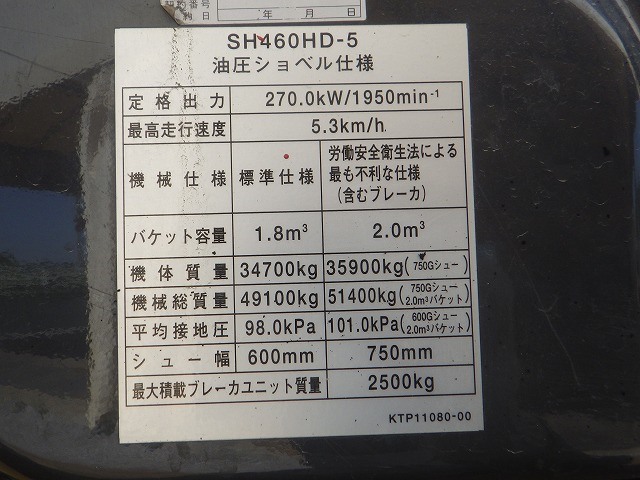 年 月 日
SH460HD-5
油圧ショベル仕様
定格出力 270.0kW/1950min⁻¹
最高走行速度 5.3km/h
機械仕様 標準仕様 労働安全衛生法による
最も不利な仕様
(含むブレーカ)
バケット容量 1.8m³ 2.0m³
機体質量 34700kg 35900kg(750Gシュー)
機械総質量 49100kg 51400kg(750Gシュー
2.0m³バケット)
平均接地圧 98.0kPa 101.0kPa(600Gシュー
2.0m³バケット)
シュー幅 600mm 750mm
最大積載ブレーカユニット質量 2500kg
KTP11080-00